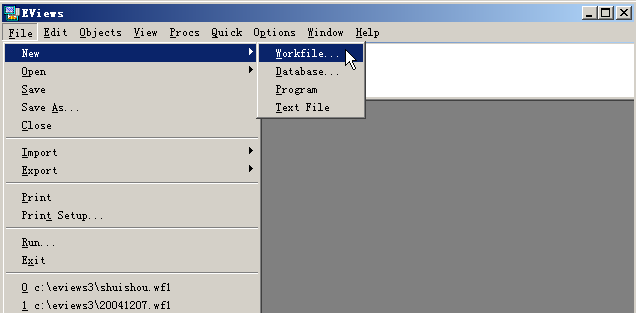 EViews
File Edit Objects View Procs Quick Options Window Help
New
Workfile...
Open
Database...
Save
Program
Save As...
Text File
Close
Import
Export
Print
Print Setup...
Run...
Exit
0 c:\eviews3\shuishou.wf1
1 c:\eviews3\20041207.wf1